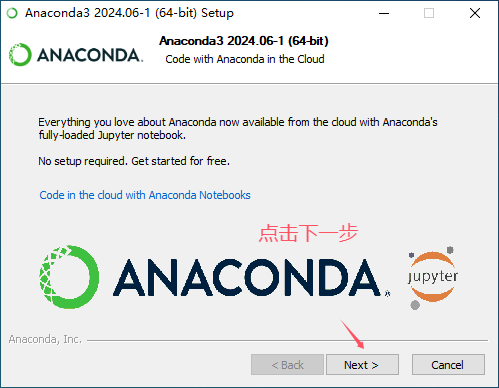 Anaconda3 2024.06-1 (64-bit) Setup
ANACONDA.
Anaconda3 2024.06-1 (64-bit)
Code with Anaconda in the Cloud
Everything you love about Anaconda now available from the cloud with Anaconda's
fully-loaded Jupyter notebook.
No setup required. Get started for free.
Code in the cloud with Anaconda Notebooks
点击下一步
ANACONDA®
jupyter
Anaconda, Inc.
< Back
Next >
Cancel